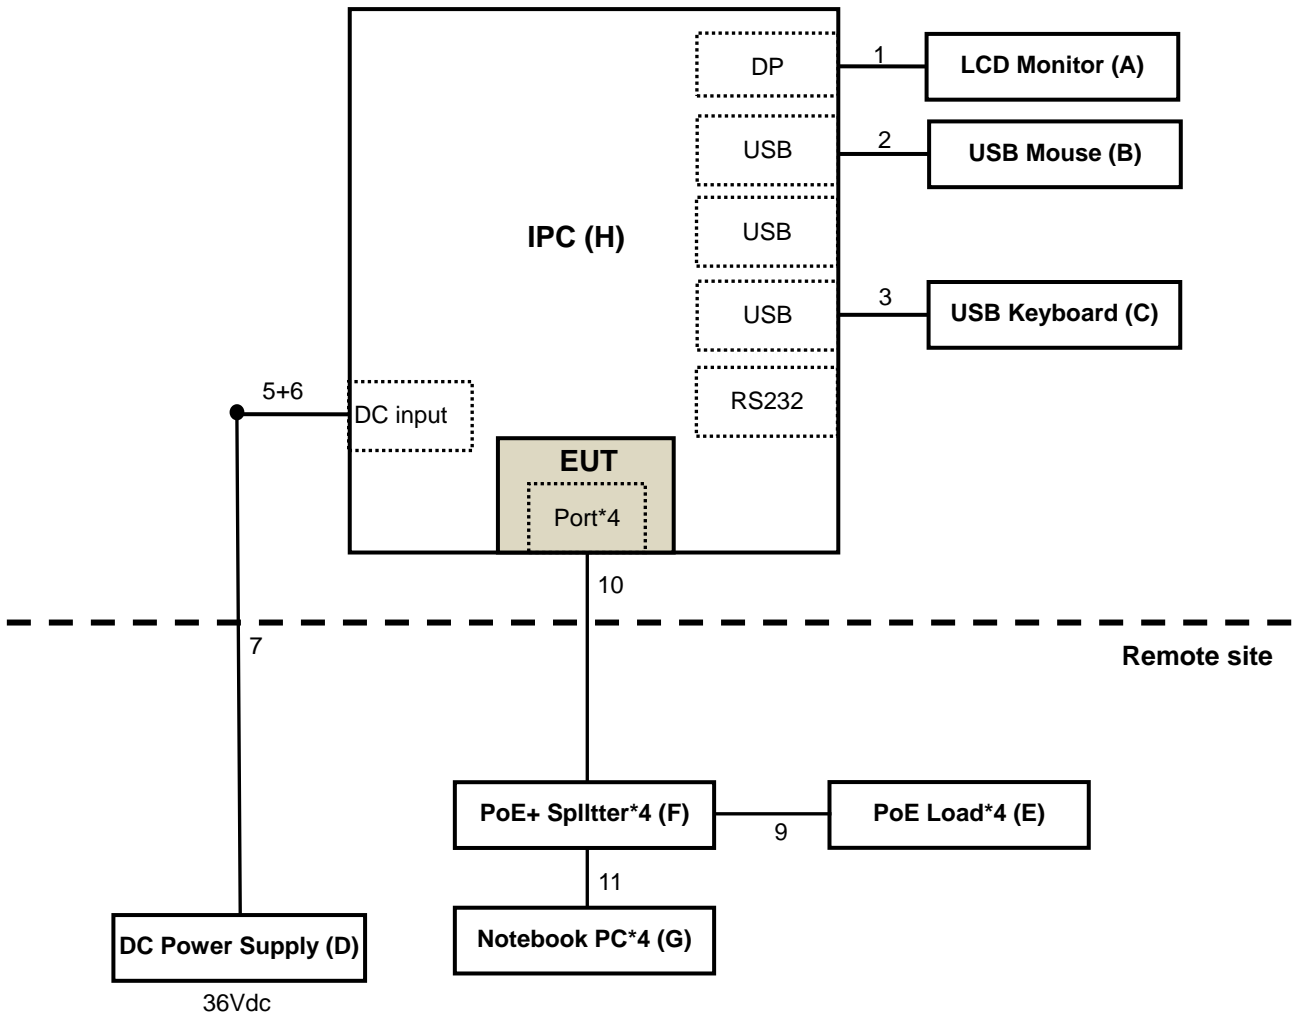 DP
1
LCD Monitor (A)
USB
2
USB Mouse (B)
IPC (H)
USB
USB
3
USB Keyboard (C)
5+6
DC input
RS232
EUT
Port*4
10
7
Remote site
PoE+ SplItter*4 (F)
9
PoE Load*4 (E)
11
DC Power Supply (D)
Notebook PC*4 (G)
36Vdc